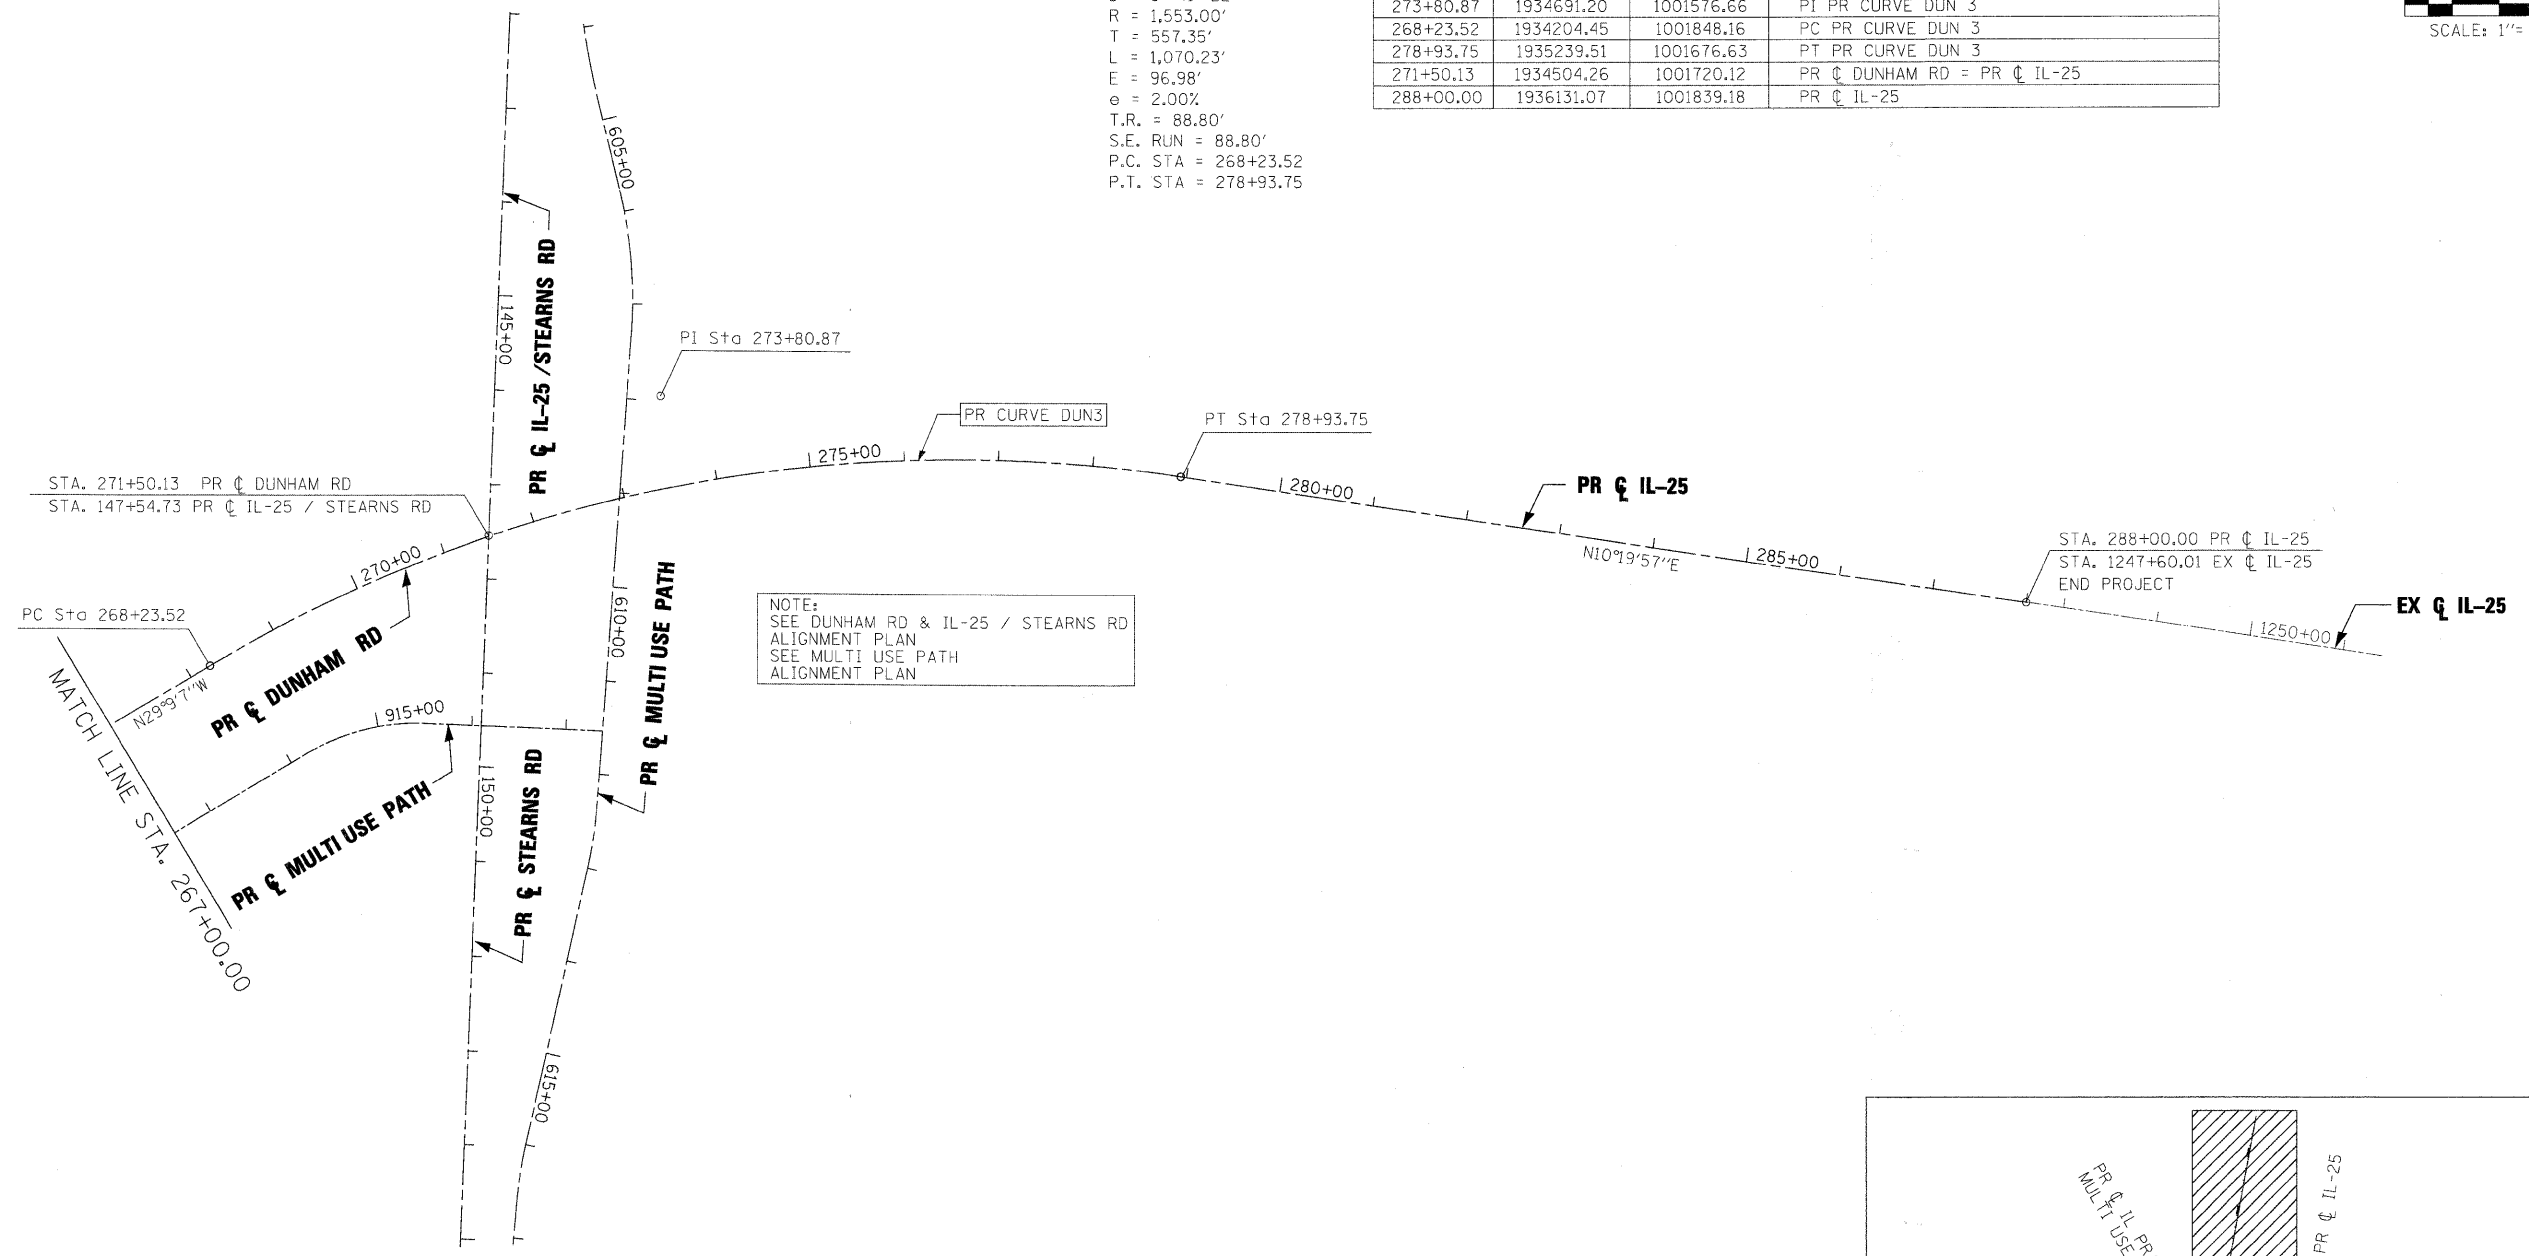 R = 1,553.00'
T = 557.35'
L = 1,070.23'
E = 96.98'
e = 2.00%
T.R. = 88.80'
S.E. RUN = 88.80'
P.C. STA = 268+23.52
P.T. STA = 278+93.75
273+80.87 1934691.20 1001576.66 PI PR CURVE DUN 3
268+23.52 1934204.45 1001848.16 PC PR CURVE DUN 3
278+93.75 1935239.51 1001676.63 PT PR CURVE DUN 3
271+50.13 1934504.26 1001720.12 PR ℄ DUNHAM RD = PR ℄ IL-25
288+00.00 1936131.07 1001839.18 PR ℄ IL-25
SCALE: 1"=
605+00
145+00
PR ℄ IL-25 /STEARNS RD
PI Sta 273+80.87
PR CURVE DUN3
PT Sta 278+93.75
275+00
280+00
PR ℄ IL-25
N10°19'57"E
285+00
STA. 288+00.00 PR ℄ IL-25
STA. 1247+60.01 EX ℄ IL-25
END PROJECT
1250+00
EX ℄ IL-25
STA. 271+50.13 PR ℄ DUNHAM RD
STA. 147+54.73 PR ℄ IL-25 / STEARNS RD
270+00
PC Sta 268+23.52
N29°9'7"W
PR ℄ DUNHAM RD
MATCH LINE STA. 267+00.00
915+00
PR ℄ MULTI USE PATH
150+00
PR ℄ STEARNS RD
610+00
PR ℄ MULTI USE PATH
615+00
NOTE:
SEE DUNHAM RD & IL-25 / STEARNS RD
ALIGNMENT PLAN
SEE MULTI USE PATH
ALIGNMENT PLAN
PR ℄ IL PR
MULTI USE
PR ℄ IL-25